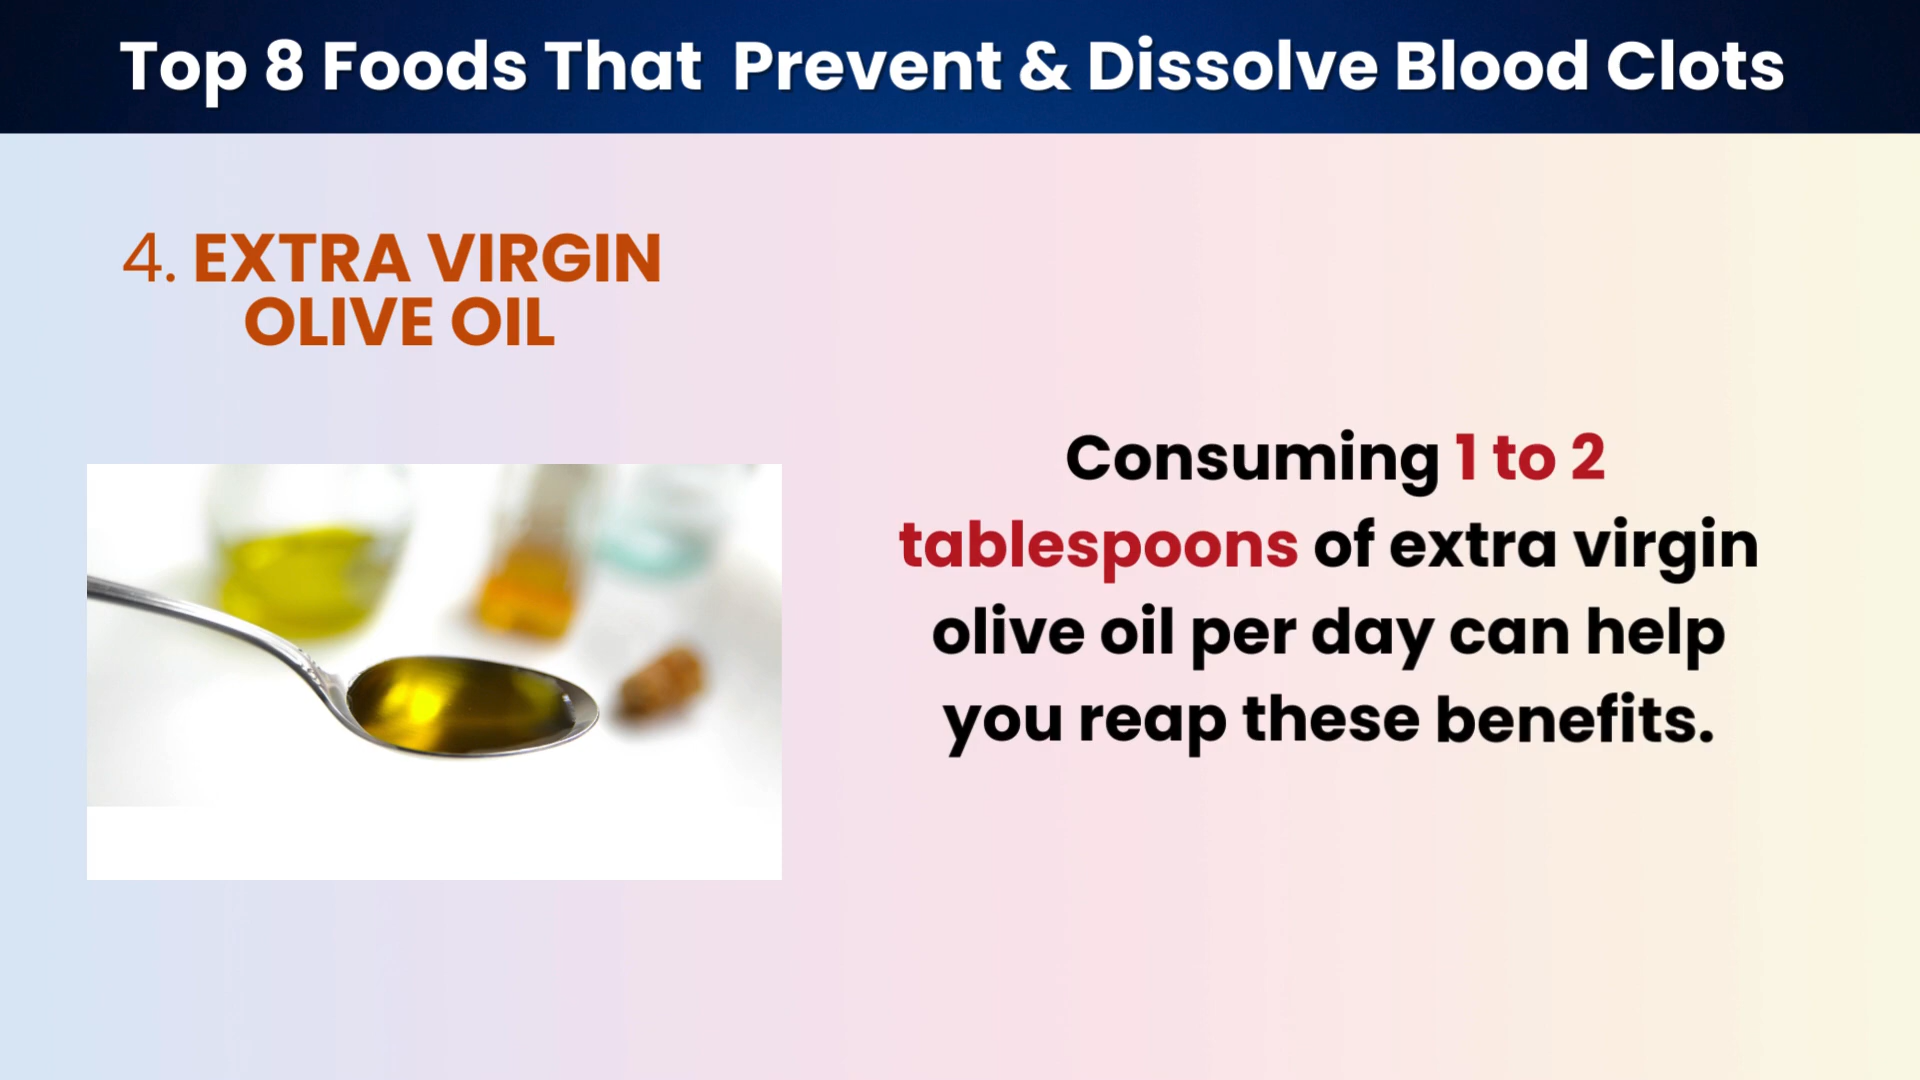 Top 8 Foods That Prevent & Dissolve Blood Clots
4. EXTRA VIRGIN
OLIVE OIL
Consuming 1 to 2
tablespoons of extra virgin
olive oil per day can help
you reap these benefits.